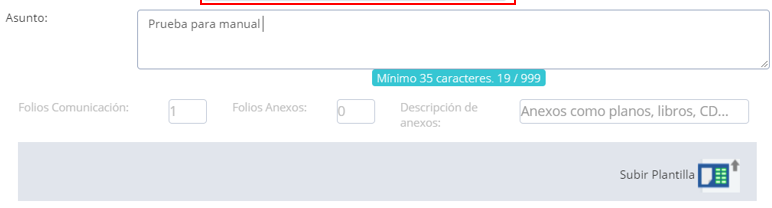 Asunto:
Prueba para manual
Mínimo 35 caracteres. 19 / 999
Folios Comunicación: 1 Folios Anexos: 0 Descripción de anexos: Anexos como planos, libros, CD...
Subir Plantilla